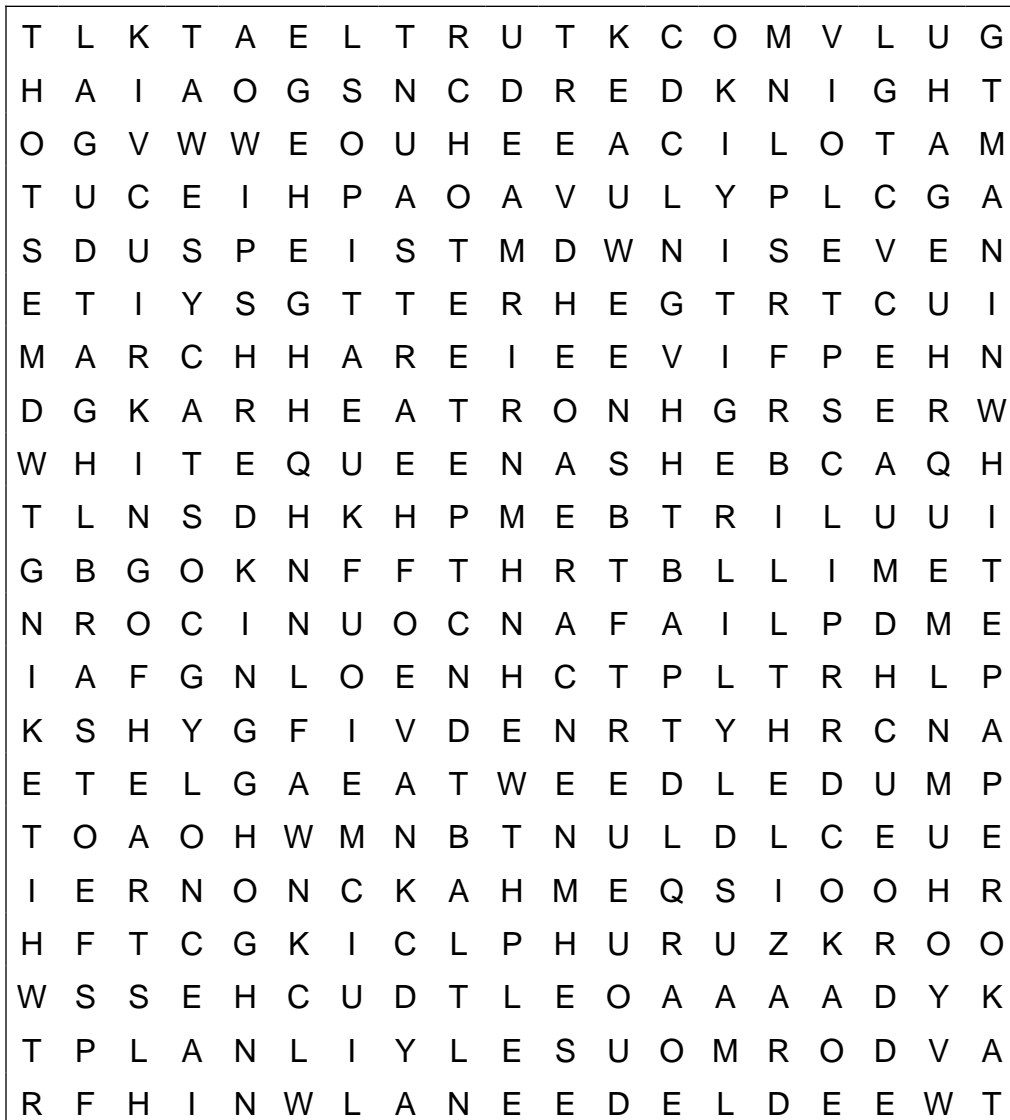 T L K T A E L T R U T K C O M V L U G
H A I A O G S N C D R E D K N I G H T
O G V W W E O U H E E A C I L O T A M
T U C E I H P A O A V U L Y P L C G A
S D U S P E I S T M D W N I S E V E N
E T I Y S G T T E R H E G T R T C U I
M A R C H H A R E I E E V I F P E H N
D G K A R H E A T R O N H G R S E R W
W H I T E Q U E E N A S H E B C A Q H
T L N S D H K H P M E B T R I L U U I
G B G O K N F F T H R T B L L I M E T
N R O C I N U O C N A F A I L P D M E
I A F G N L O E N H C T P L T R H L P
K S H Y G F I V D E N R T Y H R C N A
E T E L G A E A T W E E D L E D U M P
T O A O H W M N B T N U L D L C E U E
I E R N O N C K A H M E Q S I O O H R
H F T C G K I C L P H U R U Z K R O O
W S S E H C U D T L E O A A A A D Y K
T P L A N L I Y L E S U O M R O D V A
R F H I N W L A N E E D E L D E E W T